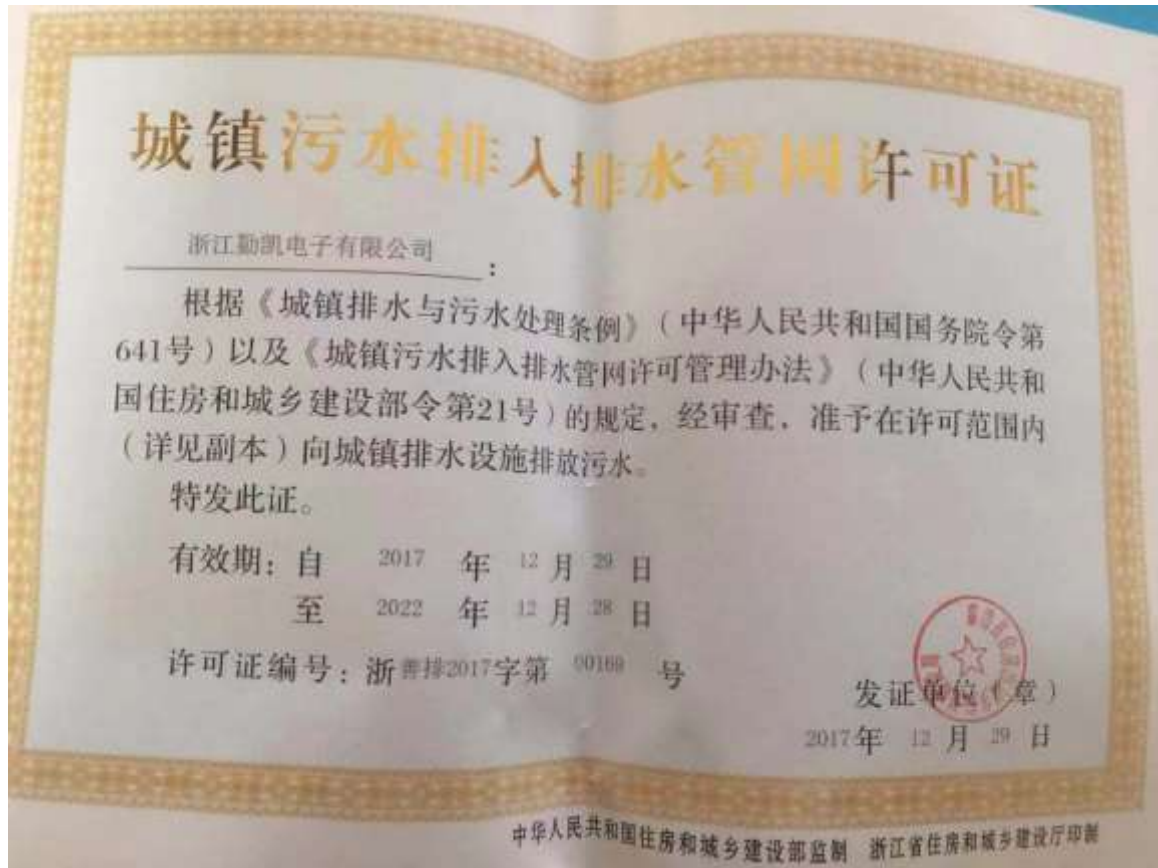 城镇污水排入排水管网许可证
浙江勤凯电子有限公司：
根据《城镇排水与污水处理条例》（中华人民共和国国务院令第
641号）以及《城镇污水排入排水管网许可管理办法》（中华人民共和
国住房和城乡建设部令第21号）的规定，经审查，准予在许可范围内
（详见副本）向城镇排水设施排放污水。
特发此证。
有效期：自 2017 年 12 月 29 日
至 2022 年 12 月 28 日
许可证编号：浙善排2017字第 00169 号
发证单位（章）
2017年 12 月 29 日
中华人民共和国住房和城乡建设部监制 浙江省住房和城乡建设厅印制